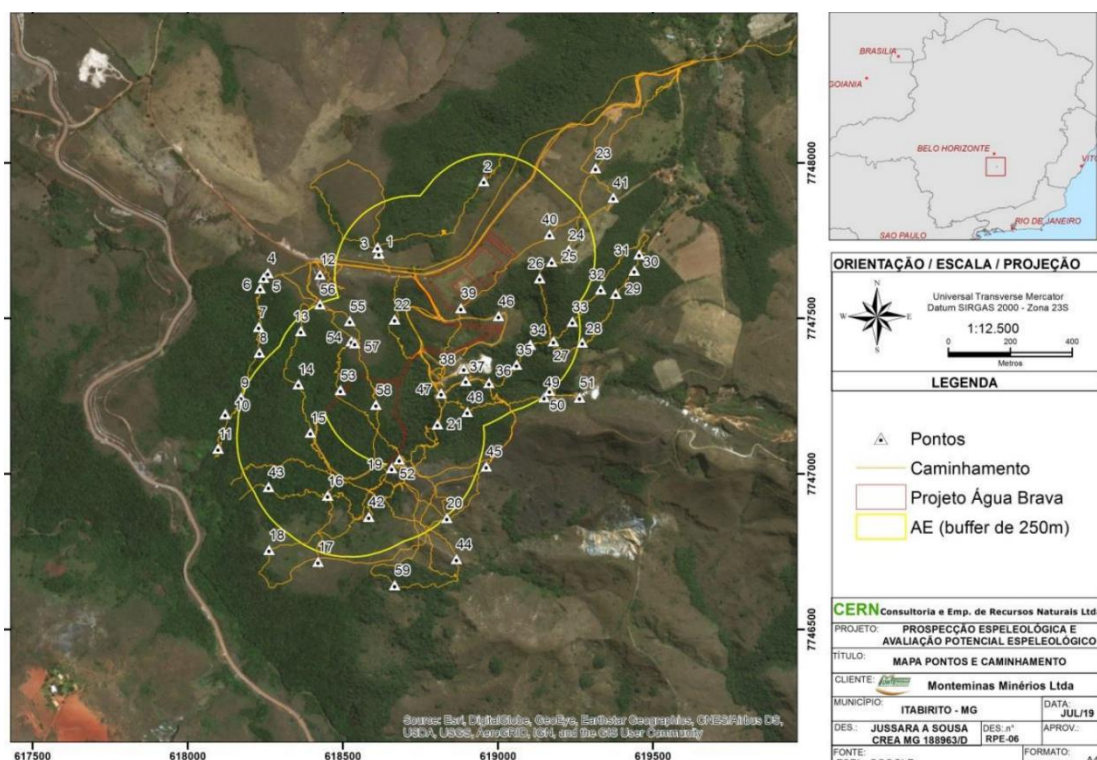 2
23
41
3
1
40
24
4
12
31
26
25
30
6
5
32
29
56
39
46
55
22
33
7
13
34
28
54
57
8
35
27
38
37
36
14
9
53
47
49
51
10
58
48
50
15
21
11
19
52
45
43
16
42
20
18
17
44
59
7748000
7747500
7747000
7746500
617500
618000
618500
619000
619500
Source: Esri, DigitalGlobe, GeoEye, Earthstar Geographics, CNES/Airbus DS,
USDA, USGS, AeroGRID, IGN, and the GIS User Community
BRASILIA
GOIANIA
BELO HORIZONTE
VITO
RIO DE JANEIRO
SAO PAULO
ORIENTAÇÃO / ESCALA / PROJEÇÃO
N
W
E
S
Universal Transverse Mercator
Datum SIRGAS 2000 - Zona 23S
1:12.500
0 200 400
Metros
LEGENDA
Pontos
Caminhamento
Projeto Água Brava
AE (buffer de 250m)
CERN Consultoria e Emp. de Recursos Naturais Ltda
PROJETO: PROSPECÇÃO ESPELEOLÓGICA E
AVALIAÇÃO POTENCIAL ESPELEOLÓGICO
TÍTULO: MAPA PONTOS E CAMINHAMENTO
CLIENTE: Monteminas Minérios Ltda
MUNICÍPIO: ITABIRITO - MG
DATA: JUL/19
DES.: JUSSARA A SOUSA
CREA MG 188963/D
DES.n°
RPE-06
APROV.:
FONTE:
FORMATO: